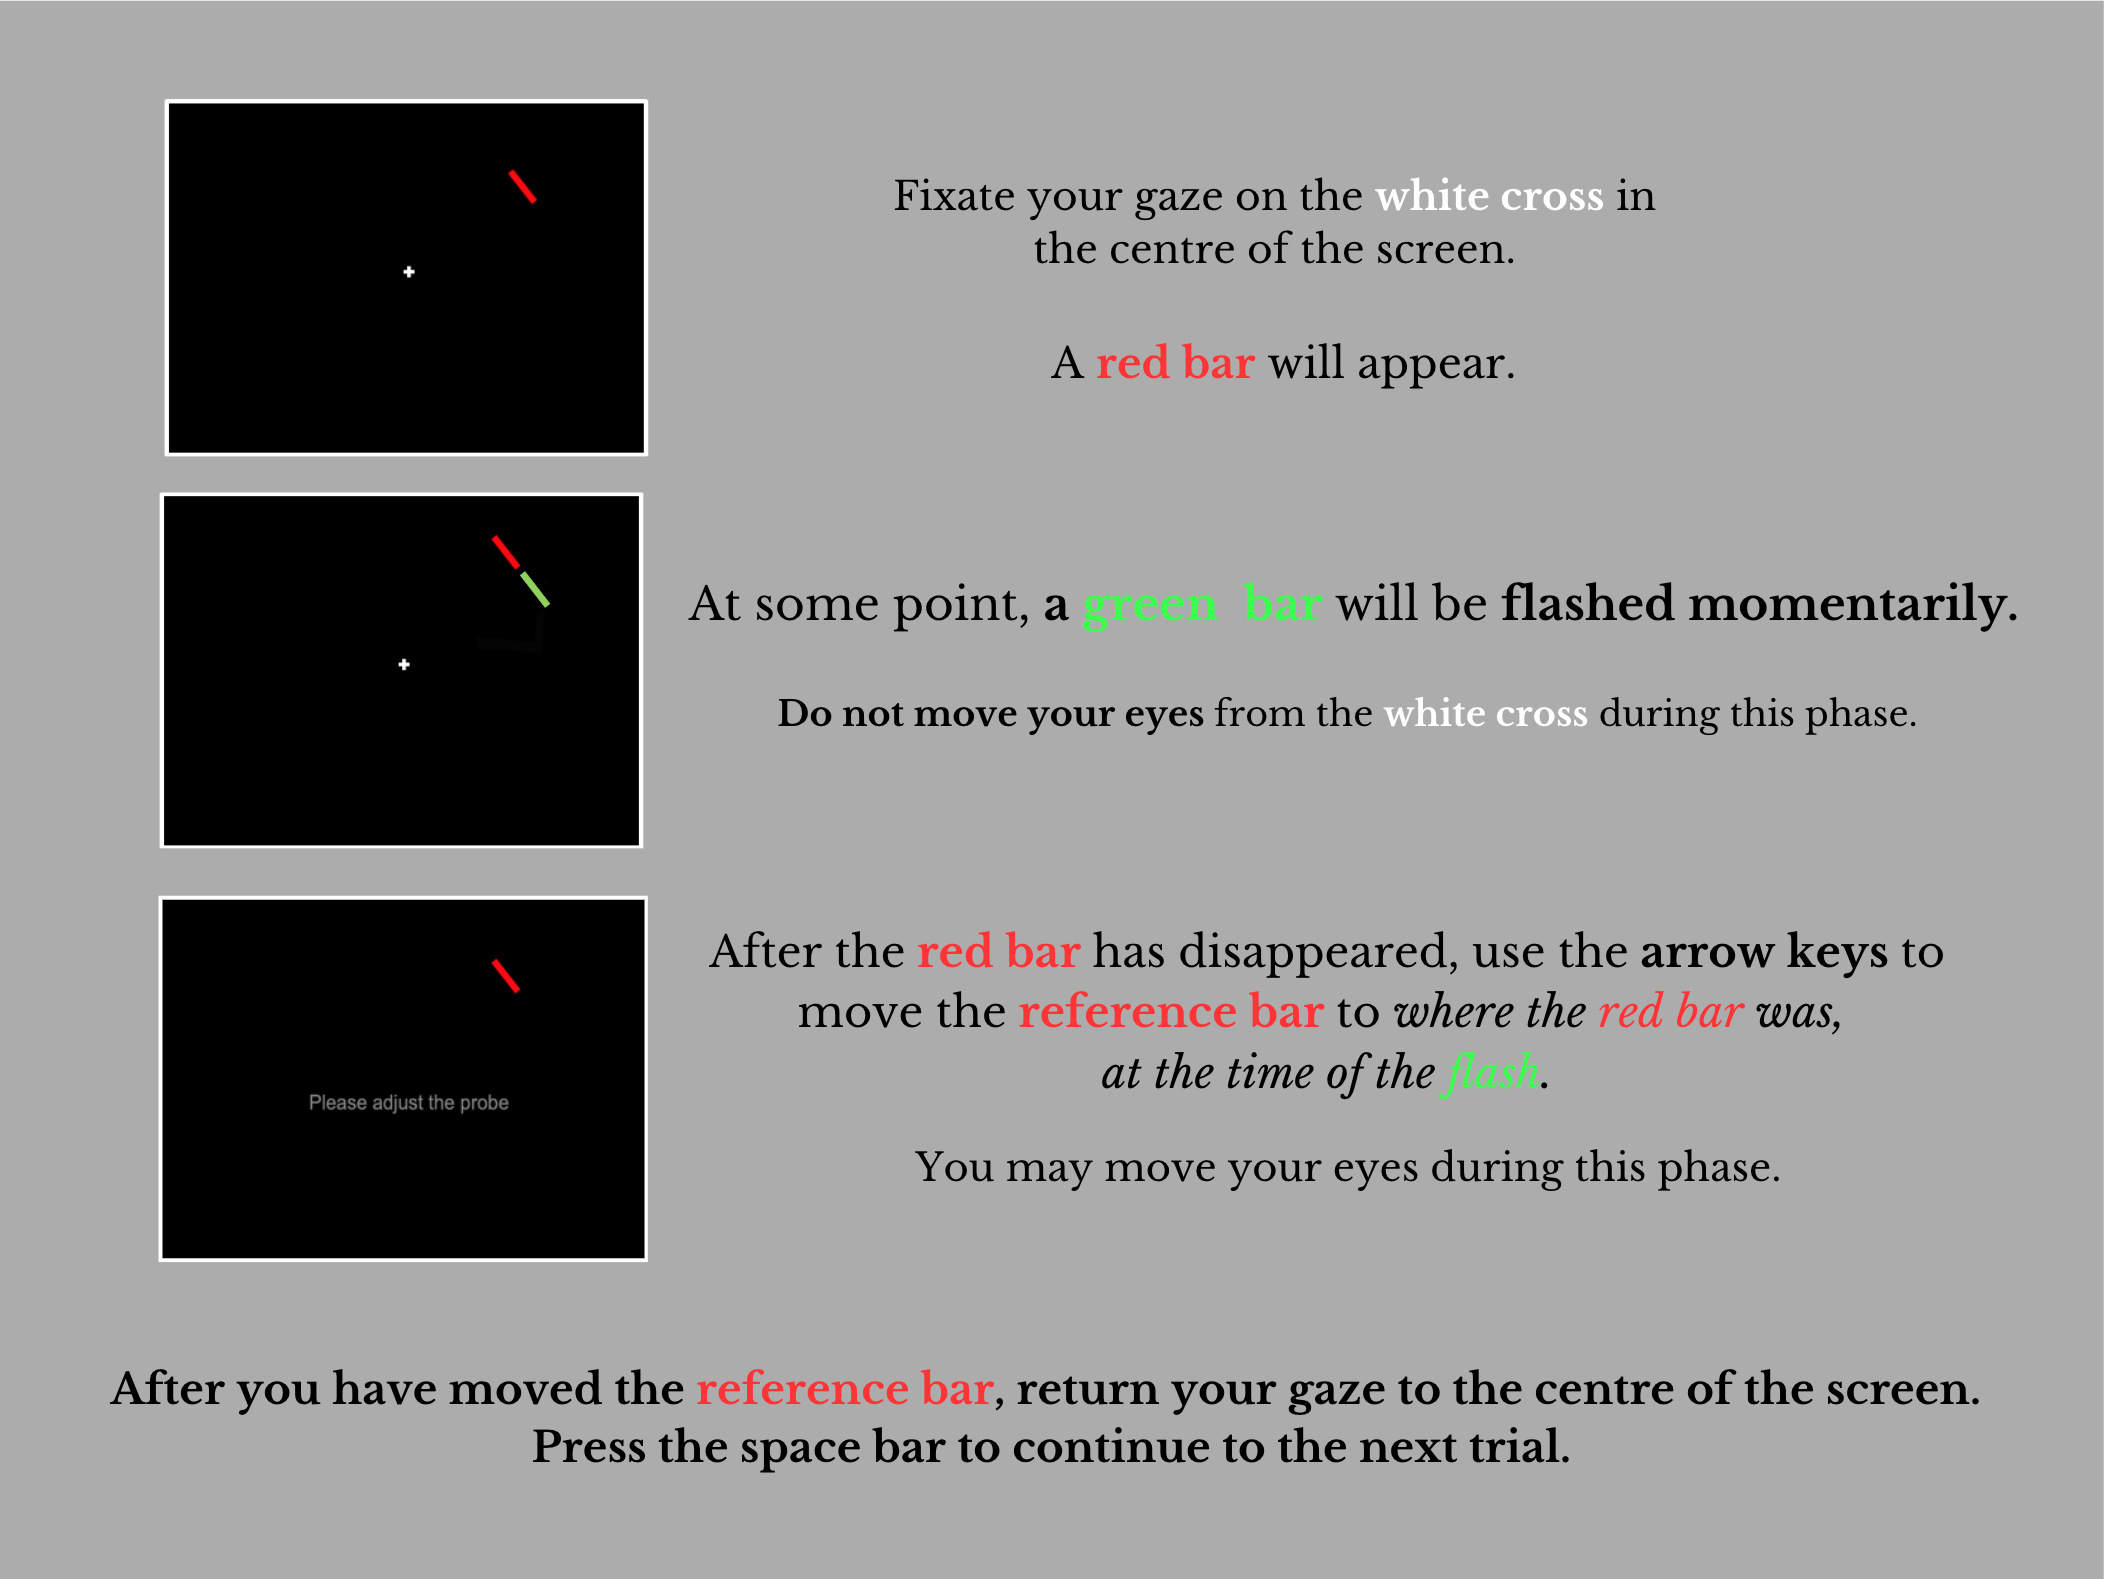 Fixate your gaze on the white cross in
the centre of the screen.
A red bar will appear.
At some point, a green bar will be flashed momentarily.
Do not move your eyes from the white cross during this phase.
After the red bar has disappeared, use the arrow keys to
move the reference bar to where the red bar was,
at the time of the flash.
Please adjust the probe
You may move your eyes during this phase.
After you have moved the reference bar, return your gaze to the centre of the screen.
Press the space bar to continue to the next trial.